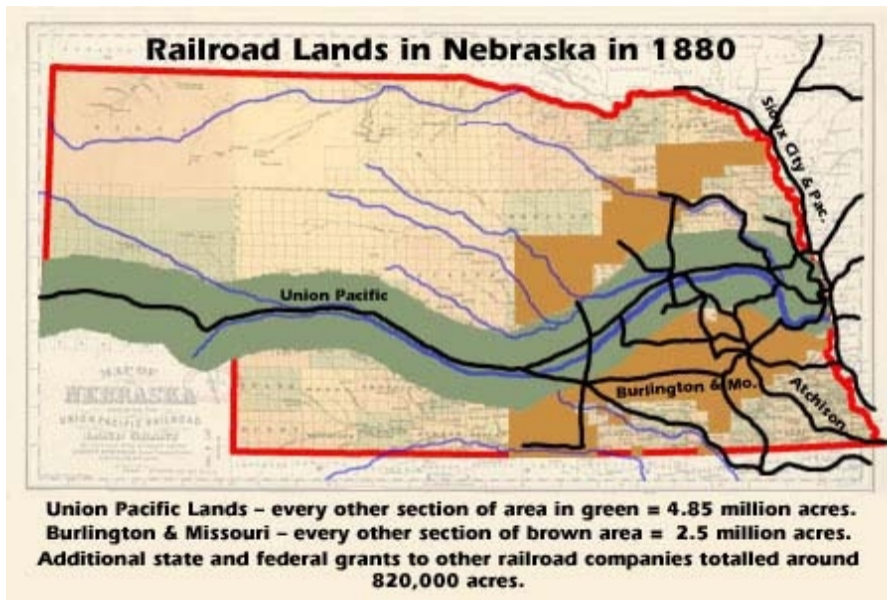 Railroad Lands in Nebraska in 1880
Sioux City & Pac.
Union Pacific
Burlington & Mo.
Atchison
MAP OF
NEBRASKA
UNION PACIFIC RAILROAD
Union Pacific Lands – every other section of area in green = 4.85 million acres.
Burlington & Missouri – every other section of brown area = 2.5 million acres.
Additional state and federal grants to other railroad companies totalled around
820,000 acres.